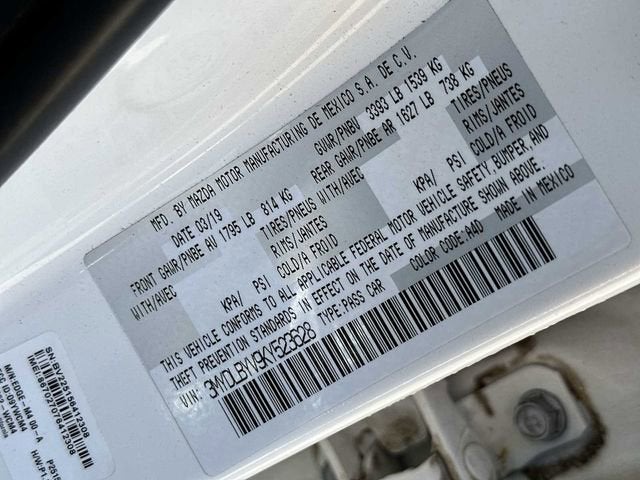 MFD. BY MAZDA MOTOR MANUFACTURING DE MEXICO S.A. DE C.V.
DATE 03/19 GVWR/PNBV 3393 LB 1539 KG
FRONT GAWR/PNBE AV 1795 LB 814 KG REAR GAWR/PNBE AR 1627 LB 738 KG
WITH/AVEC TIRES/PNEUS WITH/AVEC TIRES/PNEUS
RIMS/JANTES RIMS/JANTES
KPA/ PSI COLD/A FROID KPA/ PSI COLD/A FROID
THIS VEHICLE CONFORMS TO ALL APPLICABLE FEDERAL MOTOR VEHICLE SAFETY, BUMPER, AND
THEFT PREVENTION STANDARDS IN EFFECT ON THE DATE OF MANUFACTURE SHOWN ABOVE.
VIN: 3MYDLBYV9KY523628 TYPE: PASS CAR COLOR CODE: A4D MADE IN MEXICO